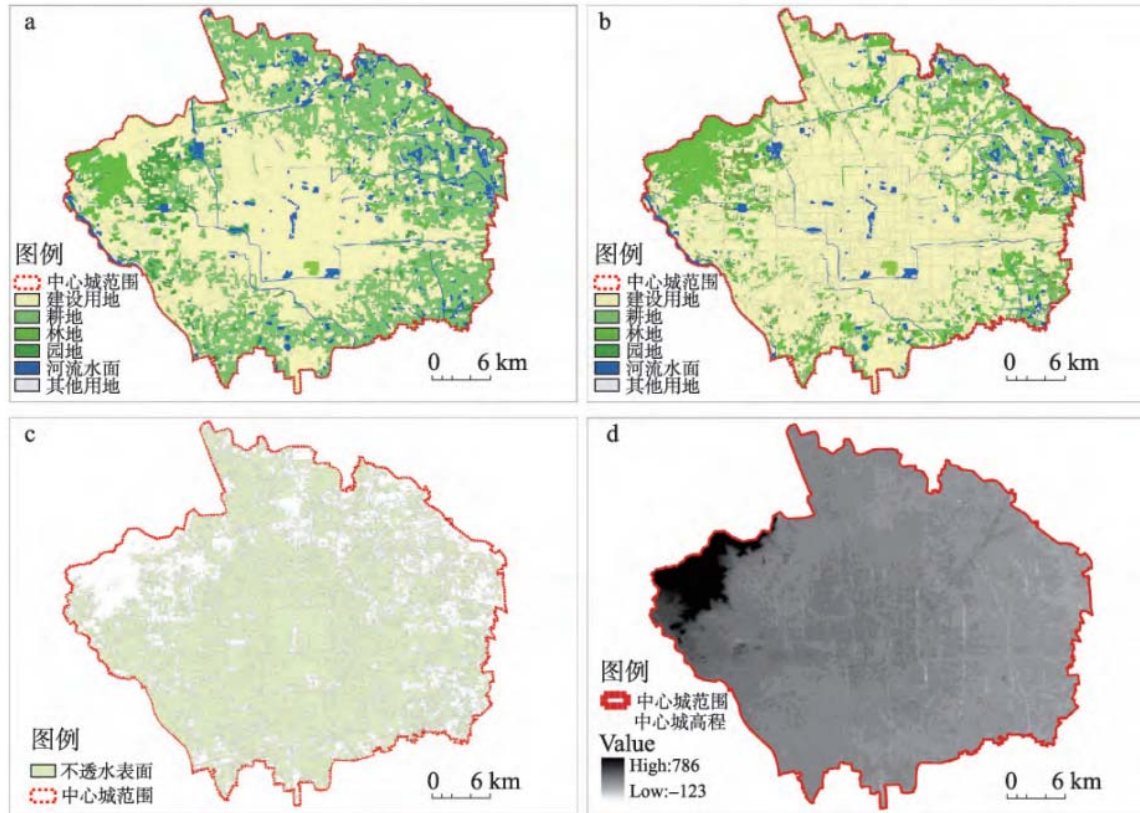 a
图例
中心城范围
建设用地
耕地
林地
园地
河流水面
其他用地
0 6 km
b
图例
中心城范围
建设用地
耕地
林地
园地
河流水面
其他用地
0 6 km
c
图例
不透水表面
中心城范围
0 6 km
d
图例
中心城范围
中心城高程
Value
High:786
Low:−123
0 6 km